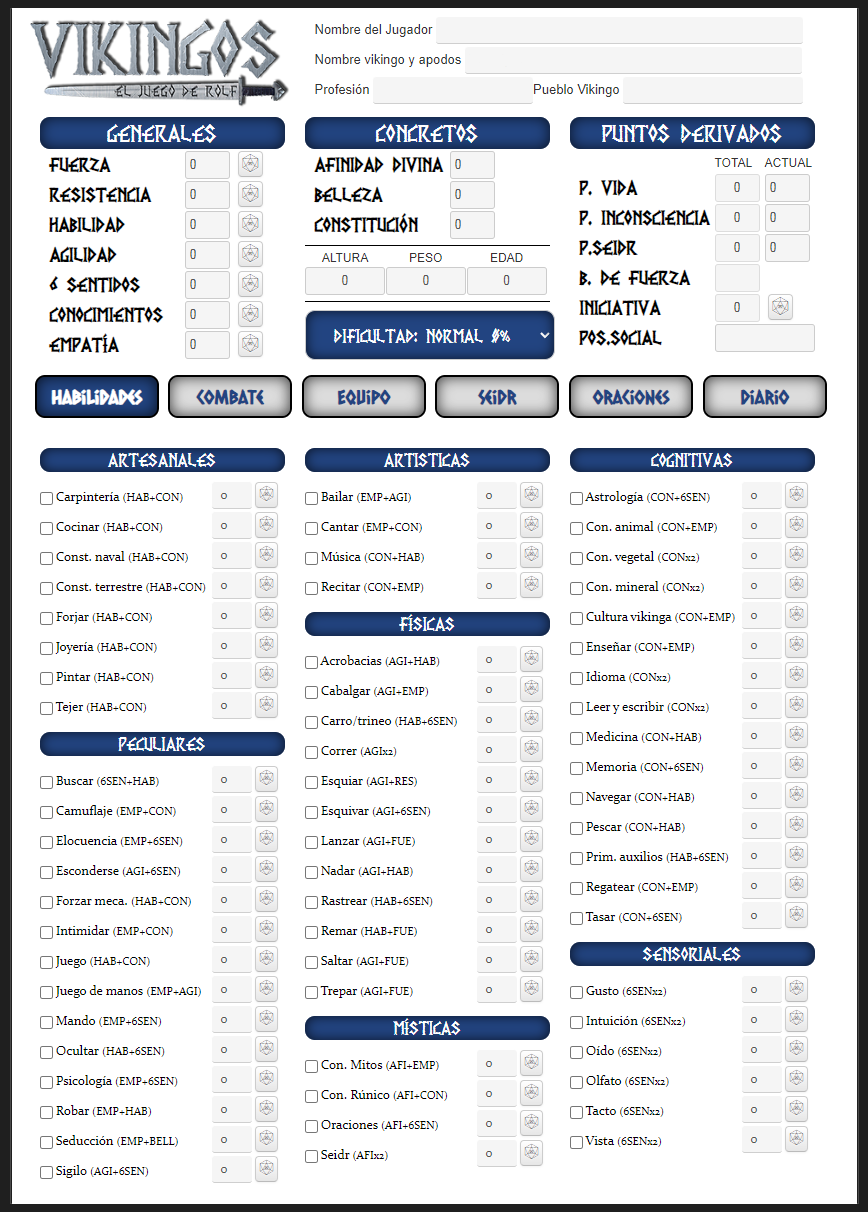 VIKINGOS
EL JUEGO DE ROLF
Nombre del Jugador
Nombre vikingo y apodos
Profesión
Pueblo Vikingo
GENERALES
FUERZA 0
RESISTENCIA 0
HABILIDAD 0
AGILIDAD 0
6 SENTIDOS 0
CONOCIMIENTOS 0
EMPATÍA 0
CONCRETOS
AFINIDAD DIVINA 0
BELLEZA 0
CONSTITUCIÓN 0
ALTURA PESO EDAD
0 0 0
DIFICULTAD: NORMAL 0%
PUNTOS DERIVADOS
TOTAL ACTUAL
P. VIDA 0 0
P. INCONSCIENCIA 0 0
P.SEIDR 0 0
B. DE FUERZA
INICIATIVA 0
POS.SOCIAL
HABILIDADES COMBATE EQUIPO SEIDR ORACIONES DIARIO
ARTESANALES
Carpintería (HAB+CON) 0
Cocinar (HAB+CON) 0
Const. naval (HAB+CON) 0
Const. terrestre (HAB+CON) 0
Forjar (HAB+CON) 0
Joyería (HAB+CON) 0
Pintar (HAB+CON) 0
Tejer (HAB+CON) 0
PECULIARES
Buscar (6SEN+HAB) 0
Camuflaje (EMP+CON) 0
Elocuencia (EMP+6SEN) 0
Esconderse (AGI+6SEN) 0
Forzar meca. (HAB+CON) 0
Intimidar (EMP+CON) 0
Juego (HAB+CON) 0
Juego de manos (EMP+AGI) 0
Mando (EMP+6SEN) 0
Ocultar (HAB+6SEN) 0
Psicología (EMP+6SEN) 0
Robar (EMP+HAB) 0
Seducción (EMP+BELL) 0
Sigilo (AGI+6SEN) 0
ARTISTICAS
Bailar (EMP+AGI) 0
Cantar (EMP+CON) 0
Música (CON+HAB) 0
Recitar (CON+EMP) 0
FÍSICAS
Acrobacias (AGI+HAB) 0
Cabalgar (AGI+EMP) 0
Carro/trineo (HAB+6SEN) 0
Correr (AGIx2) 0
Esquiar (AGI+RES) 0
Esquivar (AGI+6SEN) 0
Lanzar (AGI+FUE) 0
Nadar (AGI+HAB) 0
Rastrear (HAB+6SEN) 0
Remar (HAB+FUE) 0
Saltar (AGI+FUE) 0
Trepar (AGI+FUE) 0
MÍSTICAS
Con. Mitos (AFI+EMP) 0
Con. Rúnico (AFI+CON) 0
Oraciones (AFI+6SEN) 0
Seidr (AFIx2) 0
COGNITIVAS
Astrología (CON+6SEN) 0
Con. animal (CON+EMP) 0
Con. vegetal (CONx2) 0
Con. mineral (CONx2) 0
Cultura vikinga (CON+EMP) 0
Enseñar (CON+EMP) 0
Idioma (CONx2) 0
Leer y escribir (CONx2) 0
Medicina (CON+HAB) 0
Memoria (CON+6SEN) 0
Navegar (CON+HAB) 0
Pescar (CON+HAB) 0
Prim. auxilios (HAB+6SEN) 0
Regatear (CON+EMP) 0
Tasar (CON+6SEN) 0
SENSORIALES
Gusto (6SENx2) 0
Intuición (6SENx2) 0
Oído (6SENx2) 0
Olfato (6SENx2) 0
Tacto (6SENx2) 0
Vista (6SENx2) 0